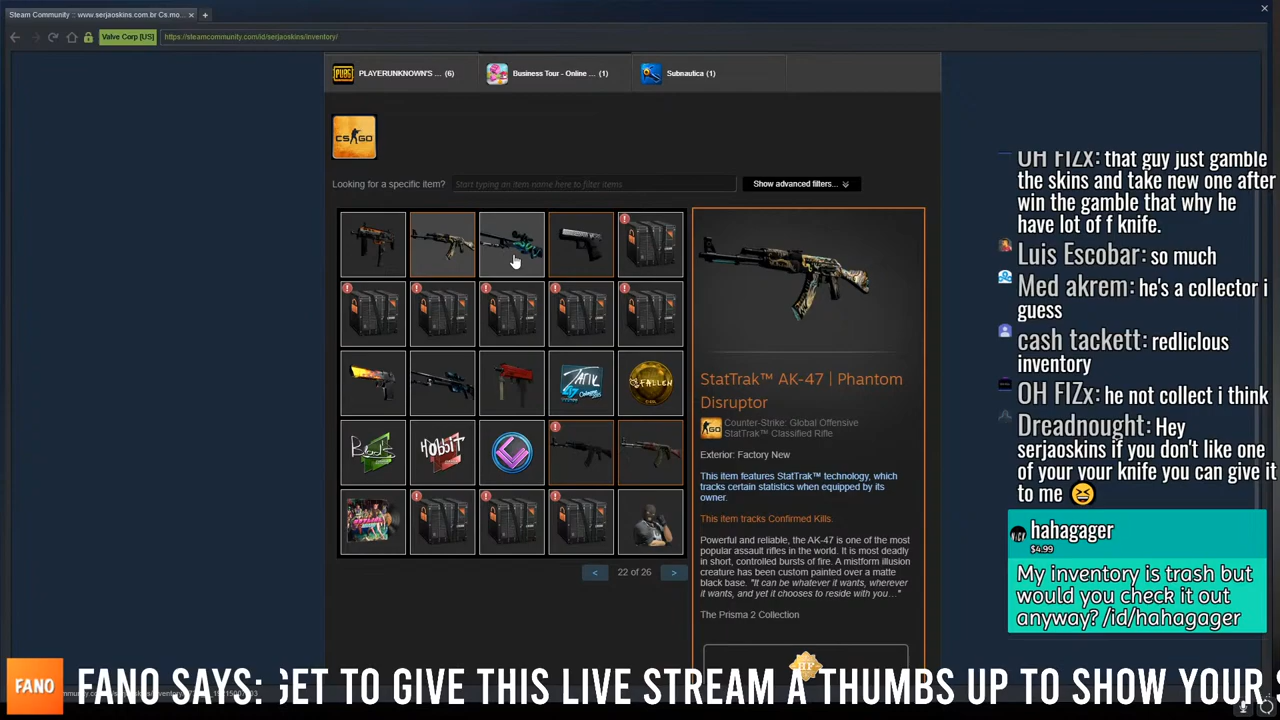 Steam Community :: www.serjaoskins.com.br Cs.mo...
Valve Corp [US]
https://steamcommunity.com/id/serjaoskins/inventory/
PLAYERUNKNOWN'S ... (6)
Business Tour - Online ... (1)
Subnautica (1)
CS GO
Looking for a specific item?
Start typing an item name here to filter items
Show advanced filters...
StatTrak™ AK-47 | Phantom
Disruptor
Counter-Strike: Global Offensive
StatTrak™ Classified Rifle
Exterior: Factory New
This item features StatTrak™ technology, which
tracks certain statistics when equipped by its
owner.
This item tracks Confirmed Kills.
Powerful and reliable, the AK-47 is one of the most
popular assault rifles in the world. It is most deadly
in short, controlled bursts of fire. A mistform illusion
creature has been custom painted over a matte
black base. "It can be whatever it wants, wherever
it wants, and yet it chooses to reside with you…"
The Prisma 2 Collection
FALLEN
HObbit
< 22 of 26 >
OH FIZx: that guy just gamble
the skins and take new one after
win the gamble that why he
have lot of f knife.
Luis Escobar: so much
Med akrem: he's a collector i
guess
cash tackett: redlicious
inventory
OH FIZx: he not collect i think
Dreadnought: Hey
serjaoskins if you don't like one
of your your knife you can give it
to me 😆
hahagager
$4.99
My inventory is trash but
would you check it out
anyway? /id/hahagager
FANO
FANO SAYS: GET TO GIVE THIS LIVE STREAM A THUMBS UP TO SHOW YOUR